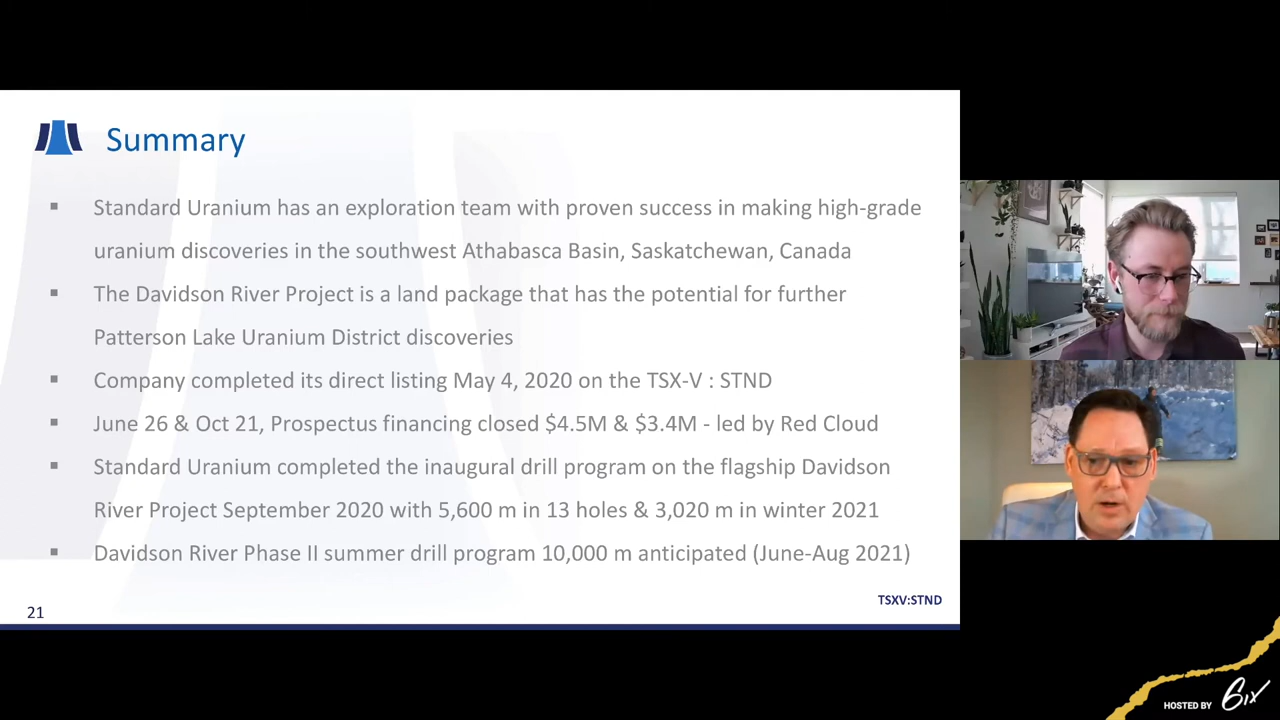 Summary
▪ Standard Uranium has an exploration team with proven success in making high-grade
uranium discoveries in the southwest Athabasca Basin, Saskatchewan, Canada
▪ The Davidson River Project is a land package that has the potential for further
Patterson Lake Uranium District discoveries
▪ Company completed its direct listing May 4, 2020 on the TSX-V : STND
▪ June 26 & Oct 21, Prospectus financing closed $4.5M & $3.4M - led by Red Cloud
▪ Standard Uranium completed the inaugural drill program on the flagship Davidson
River Project September 2020 with 5,600 m in 13 holes & 3,020 m in winter 2021
▪ Davidson River Phase II summer drill program 10,000 m anticipated (June-Aug 2021)
TSXV:STND
21
HOSTED BY 6ix